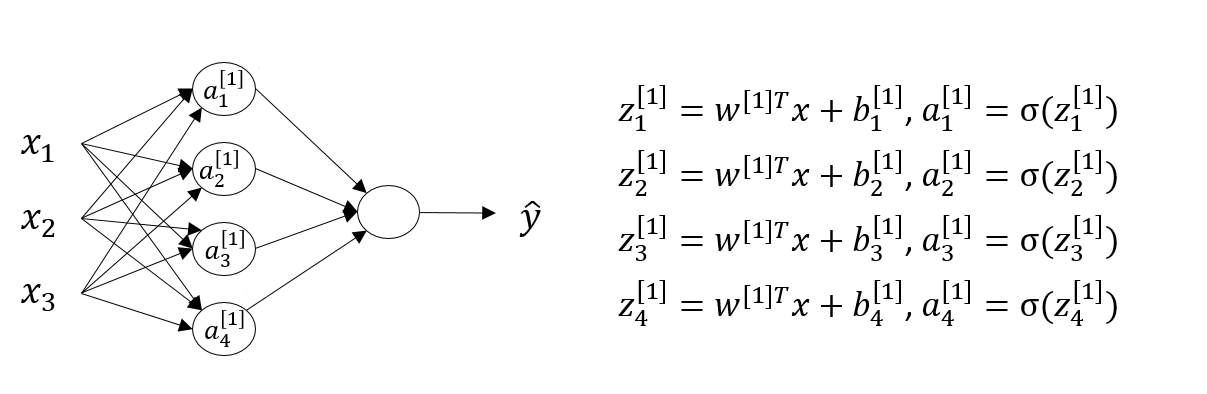 x₁
x₂
x₃
a₁^[1]
a₂^[1]
a₃^[1]
a₄^[1]
ŷ
z₁^[1] = w^[1]T x + b₁^[1], a₁^[1] = σ(z₁^[1])
z₂^[1] = w^[1]T x + b₂^[1], a₂^[1] = σ(z₂^[1])
z₃^[1] = w^[1]T x + b₃^[1], a₃^[1] = σ(z₃^[1])
z₄^[1] = w^[1]T x + b₄^[1], a₄^[1] = σ(z₄^[1])